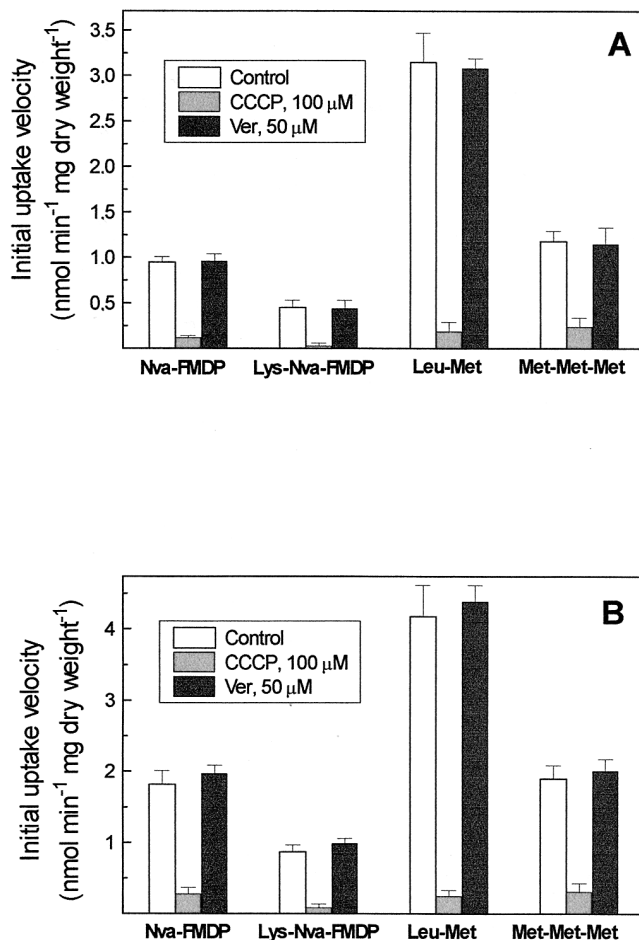 A
3.5
3.0
2.5
2.0
1.5
1.0
0.5
Initial uptake velocity
(nmol min⁻¹ mg dry weight⁻¹)
Control
CCCP, 100 μM
Ver, 50 μM
Nva-FMDP Lys-Nva-FMDP Leu-Met Met-Met-Met
B
4
3
2
1
Initial uptake velocity
(nmol min⁻¹ mg dry weight⁻¹)
Control
CCCP, 100 μM
Ver, 50 μM
Nva-FMDP Lys-Nva-FMDP Leu-Met Met-Met-Met